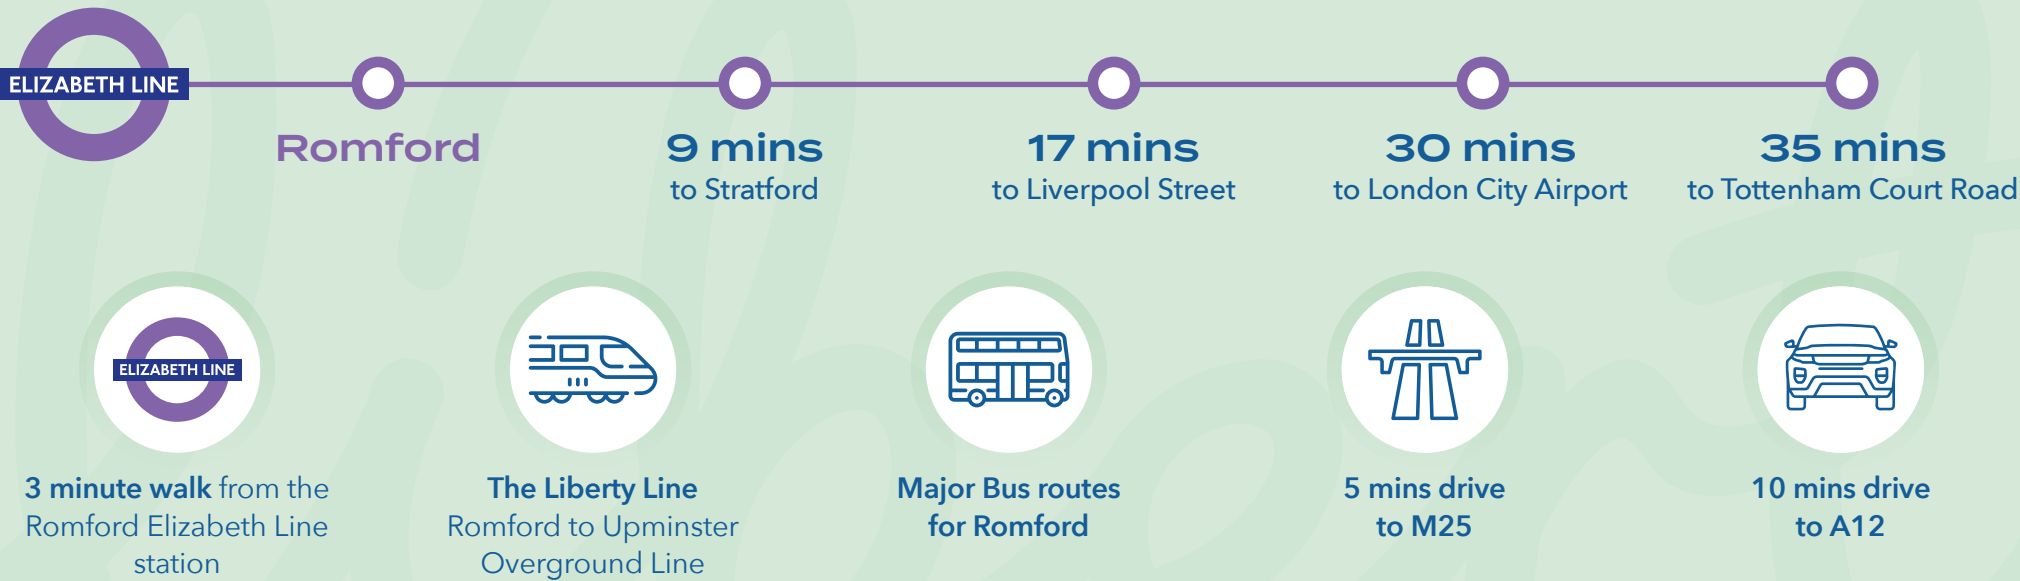 ELIZABETH LINE
Romford
9 mins
to Stratford
17 mins
to Liverpool Street
30 mins
to London City Airport
35 mins
to Tottenham Court Road
ELIZABETH LINE
3 minute walk from the
Romford Elizabeth Line
station
The Liberty Line
Romford to Upminster
Overground Line
Major Bus routes
for Romford
5 mins drive
to M25
10 mins drive
to A12